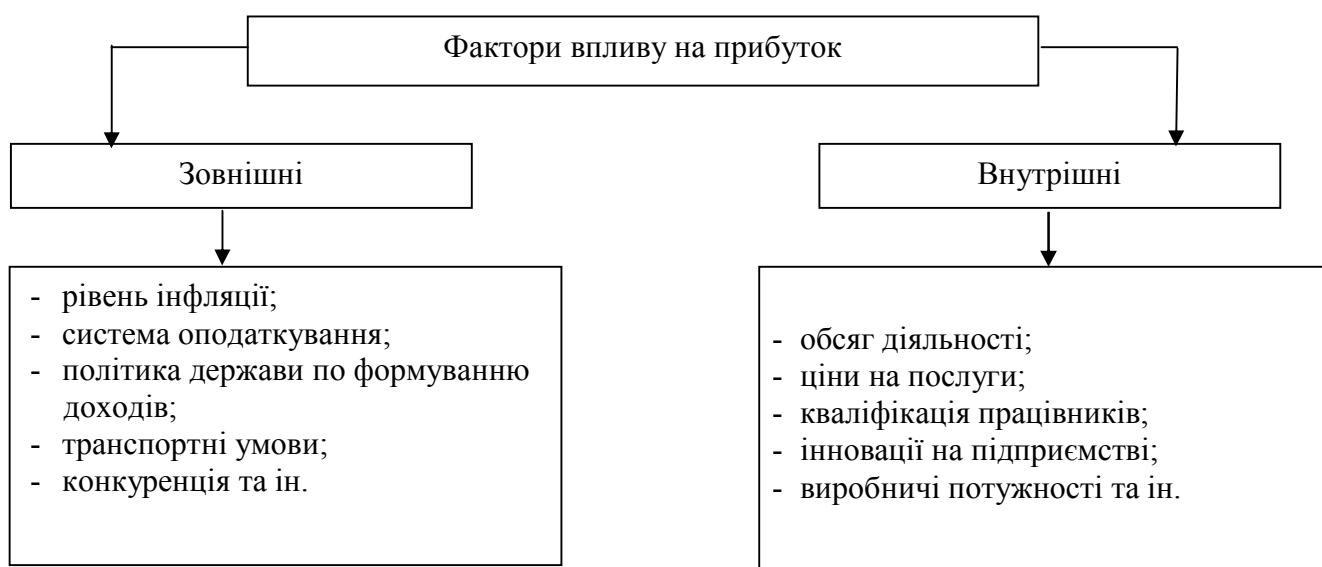 Фактори впливу на прибуток
Зовнішні
Внутрішні
- рівень інфляції;
- система оподаткування;
- політика держави по формуванню
доходів;
- транспортні умови;
- конкуренція та ін.
- обсяг діяльності;
- ціни на послуги;
- кваліфікація працівників;
- інновації на підприємстві;
- виробничі потужності та ін.